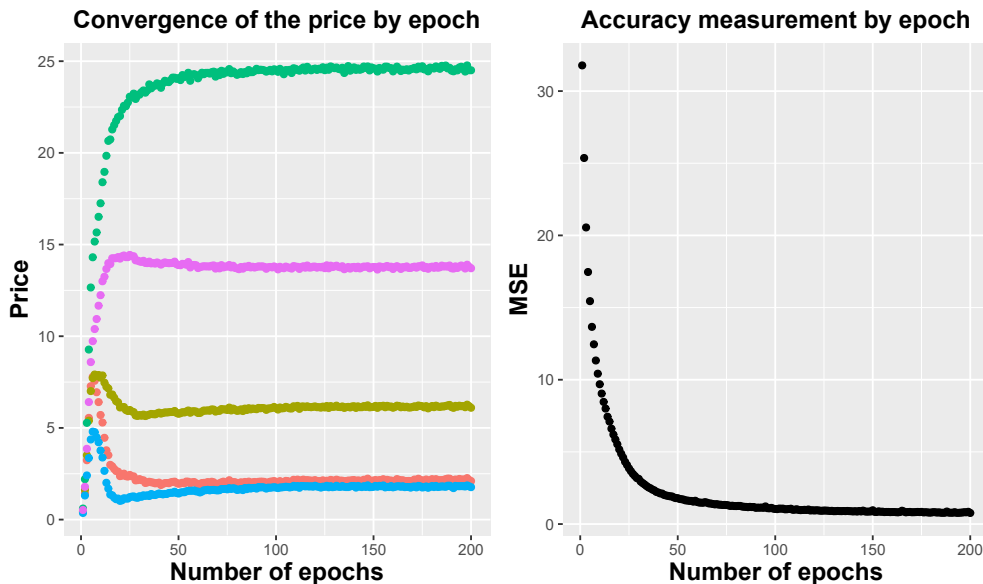 Convergence of the price by epoch
25
20
15
10
5
0
Price
0 50 100 150 200
Number of epochs
Accuracy measurement by epoch
30
20
10
0
MSE
0 50 100 150 200
Number of epochs